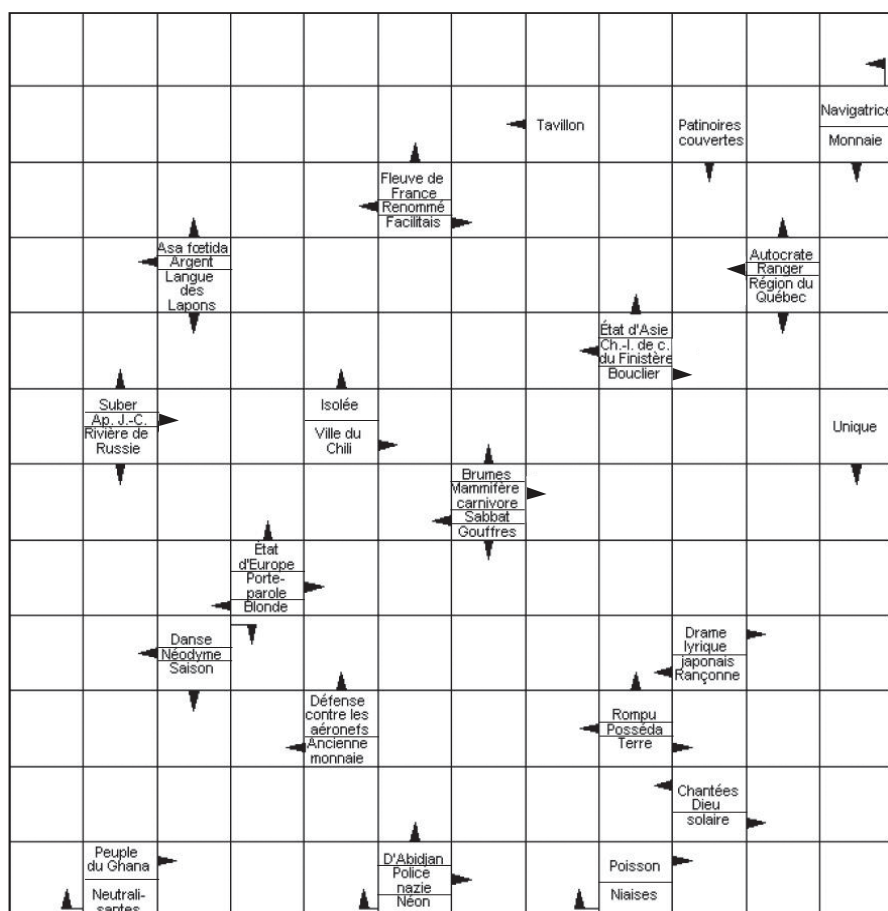 Tavillon
Patinoires
couvertes
Navigatrice
Monnaie
Fleuve de
France
Renommé
Facilitais
Asa fœtida
Argent
Langue
des
Lapons
Autocrate
Ranger
Région du
Québec
État d'Asie
Ch.-l. de c.
du Finistère
Bouclier
Suber
Ap. J.-C.
Rivière de
Russie
Isolée
Ville du
Chili
Unique
Brumes
Mammifère
carnivore
Sabbat
Gouffres
État
d'Europe
Porte-
parole
Blonde
Danse
Néodyme
Saison
Drame
lyrique
japonais
Rançonne
Défense
contre les
aéronefs
Ancienne
monnaie
Rompu
Posséda
Terre
Chantées
Dieu
solaire
Peuple
du Ghana
Neutrali-
santes
D'Abidjan
Police
nazie
Néon
Poisson
Niaises